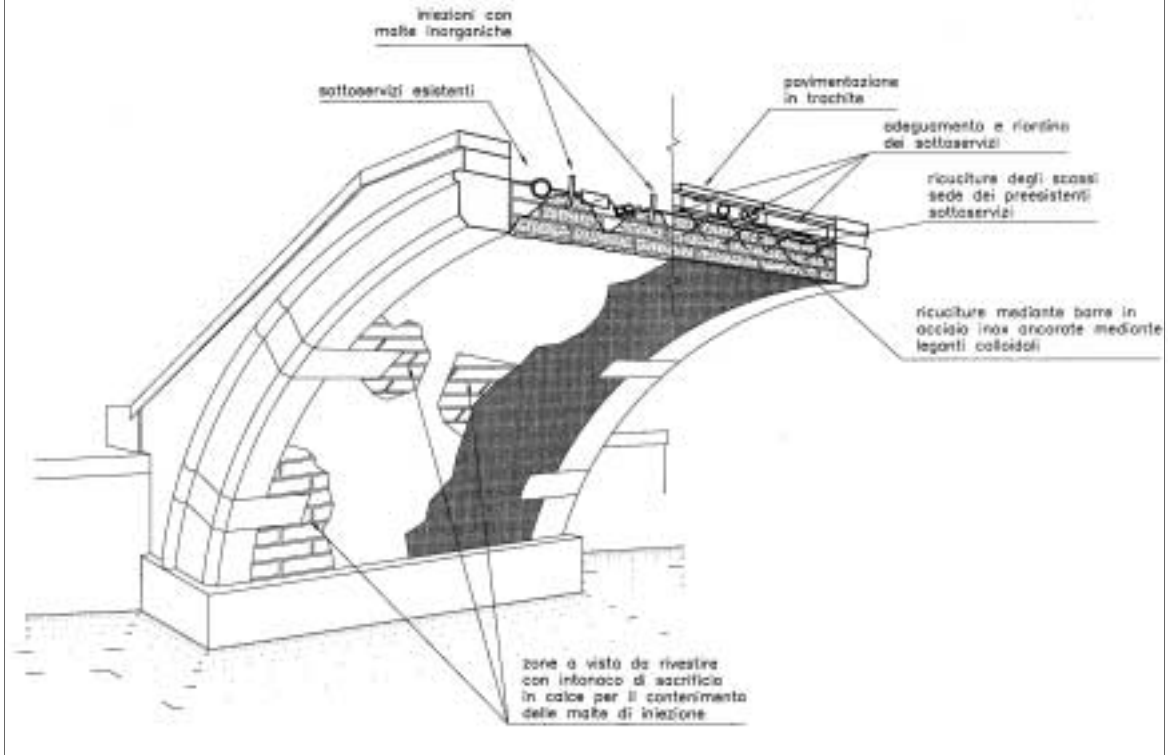 iniezioni con
malte inorganiche
sottoservizi esistenti
pavimentazione
in trachite
adeguamento e riordino
dei sottoservizi
ricuciture degli scassi
sede dei preesistenti
sottoservizi
ricuciture mediante barre in
acciaio inox ancorate mediante
leganti colloidali
zone a vista da rivestire
con intonaco di sacrificio
in calce per il contenimento
delle malte di iniezione